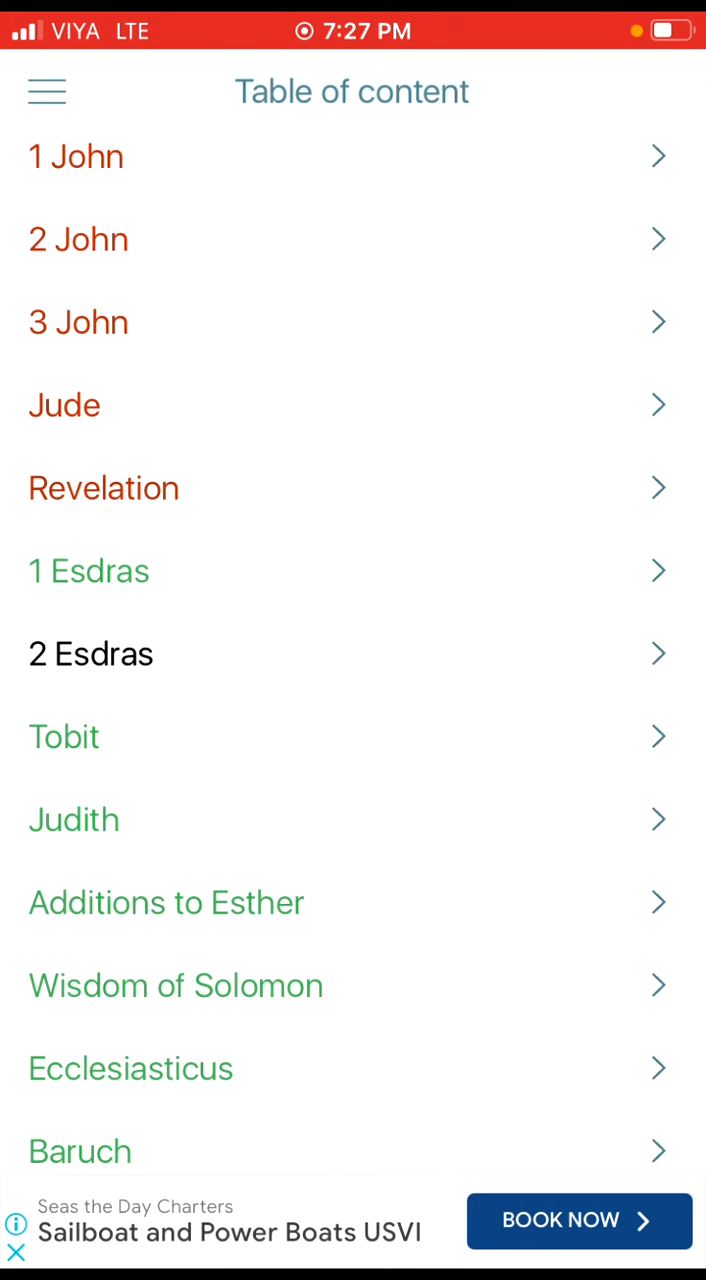 VIYA LTE 7:27 PM
Table of content
1 John
2 John
3 John
Jude
Revelation
1 Esdras
2 Esdras
Tobit
Judith
Additions to Esther
Wisdom of Solomon
Ecclesiasticus
Baruch
Seas the Day Charters
Sailboat and Power Boats USVI
BOOK NOW